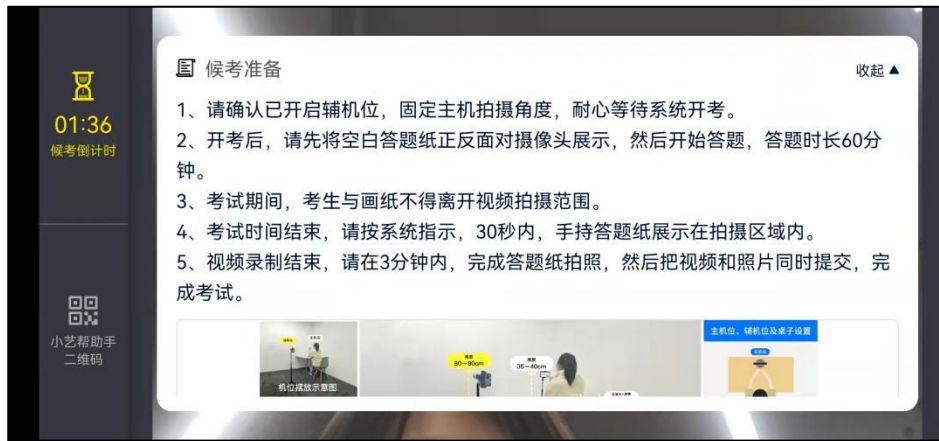 01:36
候考倒计时
小艺帮助手
二维码
候考准备
收起▲
1、请确认已开启辅机位，固定主机拍摄角度，耐心等待系统开考。
2、开考后，请先将空白答题纸正反面对摄像头展示，然后开始答题，答题时长60分
钟。
3、考试期间，考生与画纸不得离开视频拍摄范围。
4、考试时间结束，请按系统指示，30秒内，手持答题纸展示在拍摄区域内。
5、视频录制结束，请在3分钟内，完成答题纸拍照，然后把视频和照片同时提交，完
成考试。
机位摆放示意图
高度
80~90cm
高度
35~40cm
主机位、辅机位及桌子设置